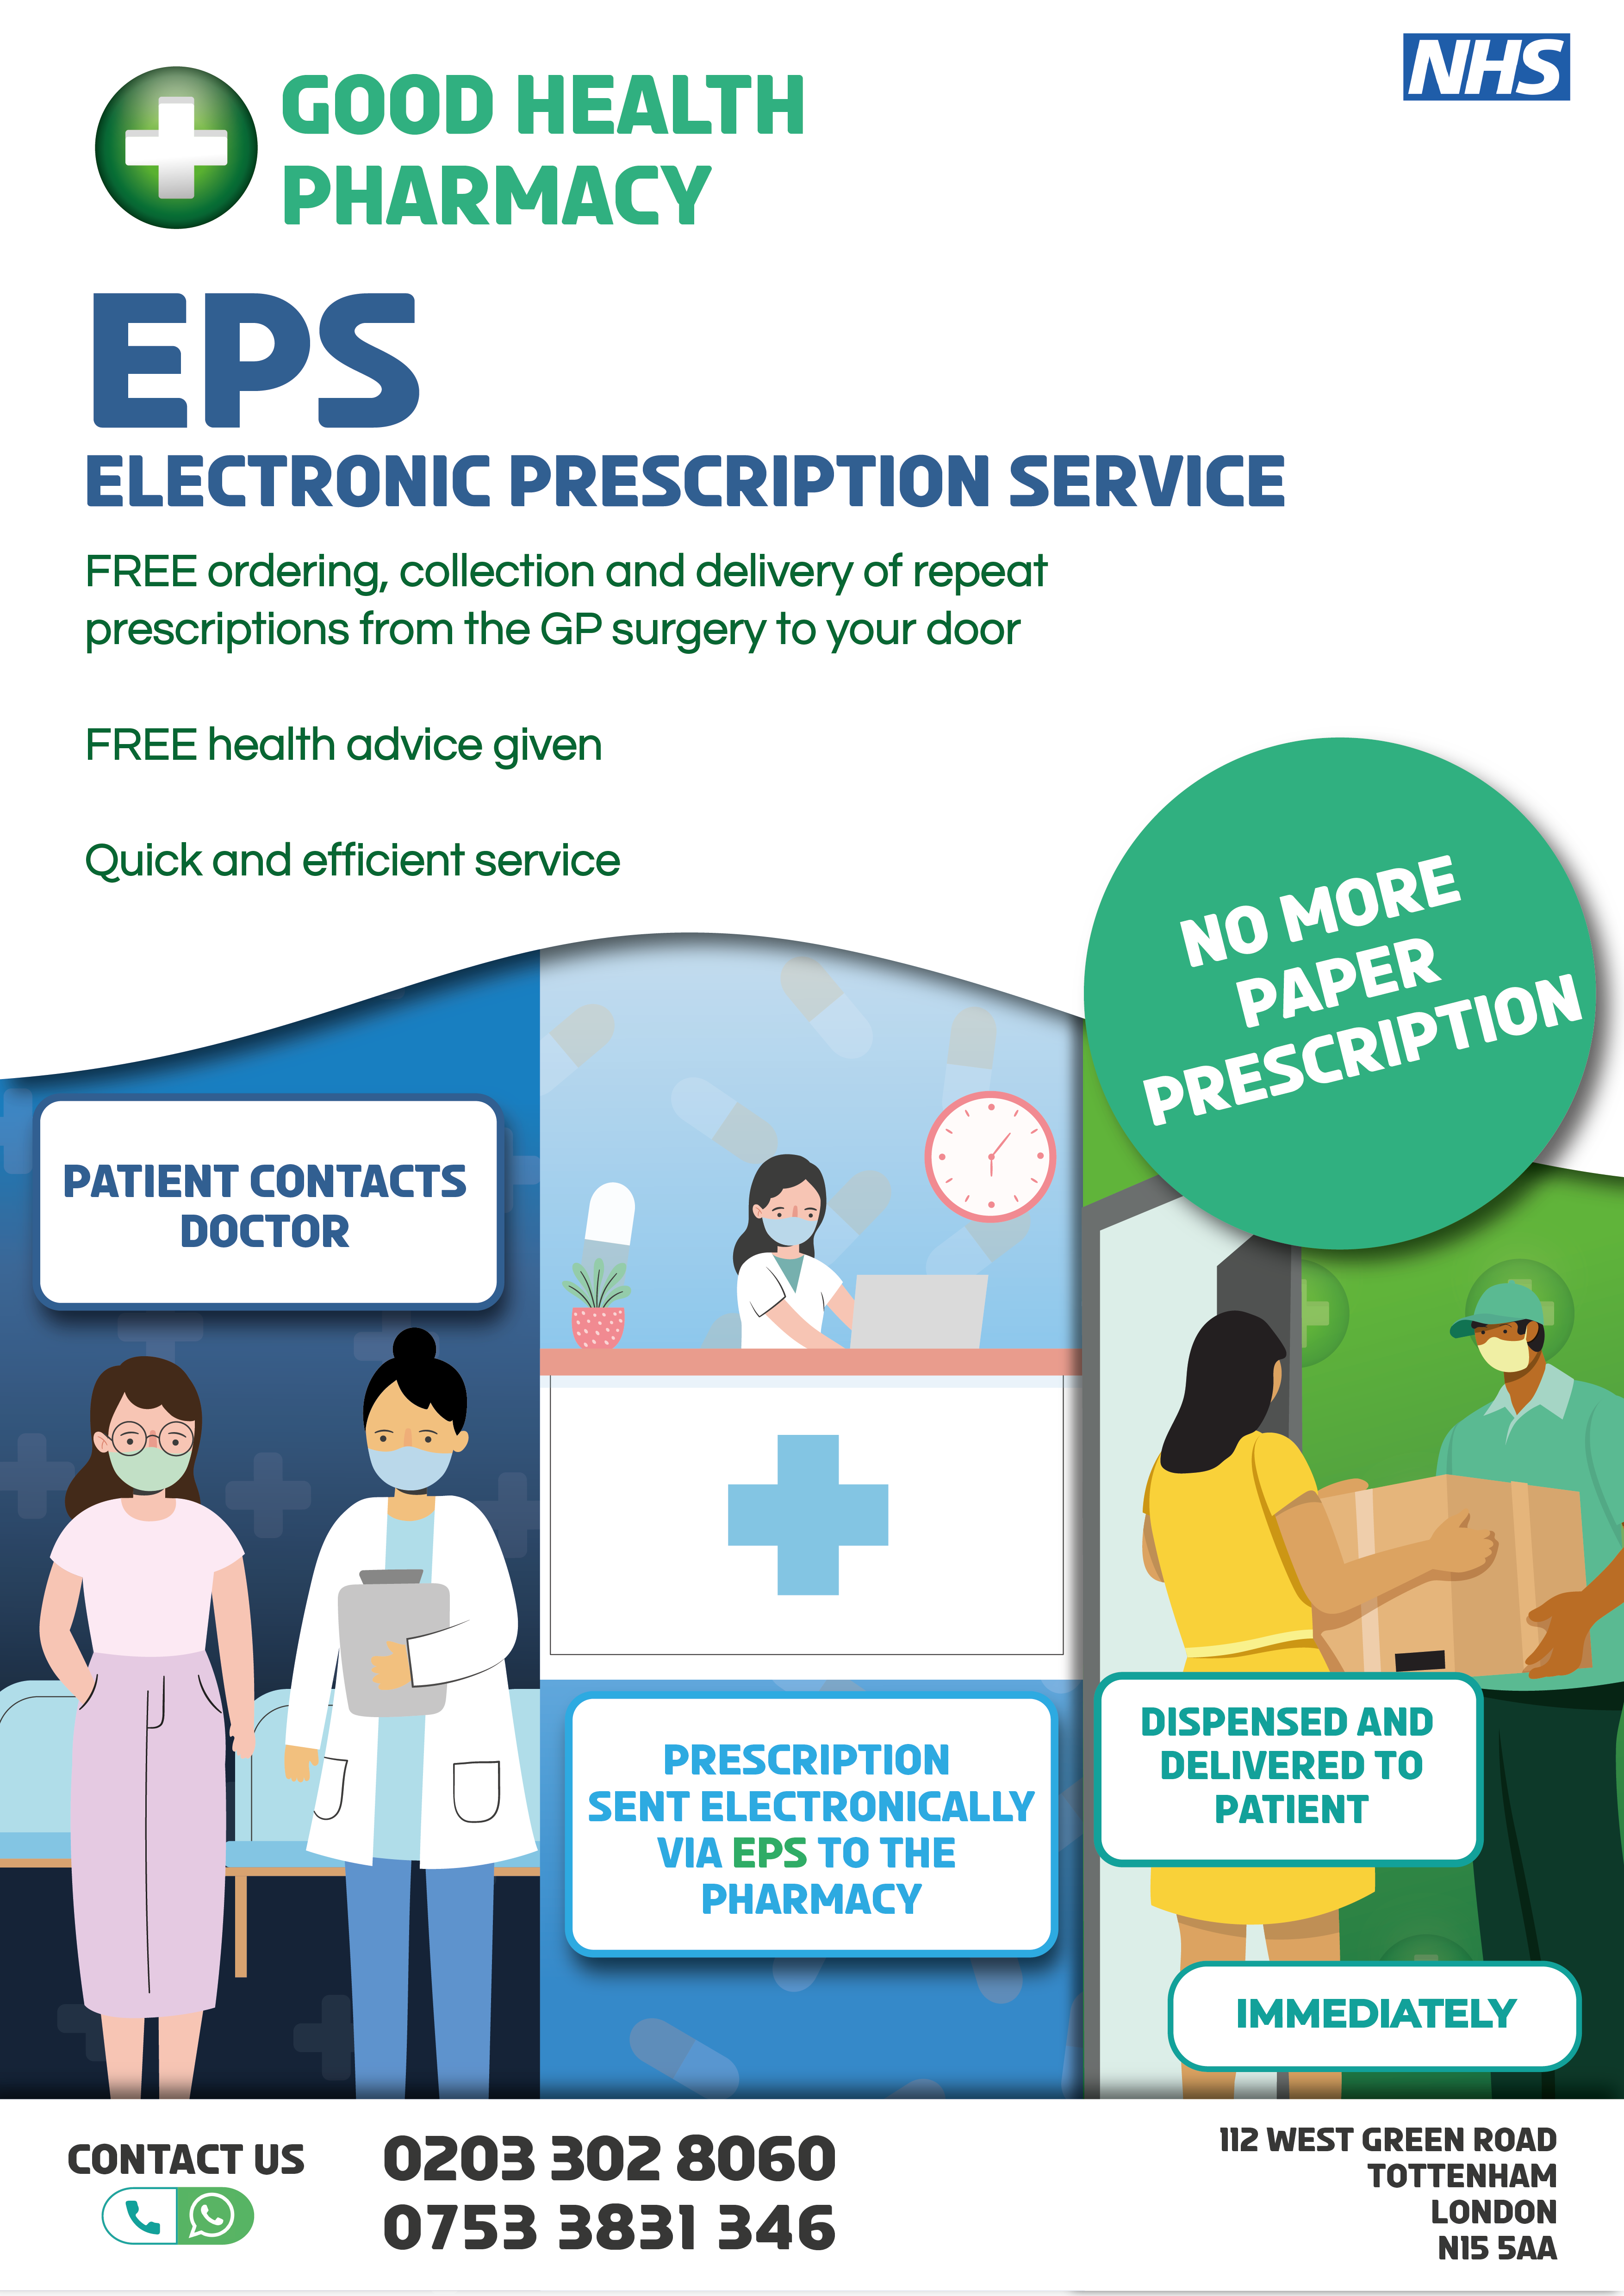 GOOD HEALTH
PHARMACY
NHS
EPS
ELECTRONIC PRESCRIPTION SERVICE
FREE ordering, collection and delivery of repeat
prescriptions from the GP surgery to your door
FREE health advice given
Quick and efficient service
NO MORE
PAPER
PRESCRIPTION
PATIENT CONTACTS
DOCTOR
PRESCRIPTION
SENT ELECTRONICALLY
VIA EPS TO THE
PHARMACY
DISPENSED AND
DELIVERED TO
PATIENT
IMMEDIATELY
CONTACT US
0203 302 8060
0753 3831 346
112 WEST GREEN ROAD
TOTTENHAM
LONDON
N15 5AA